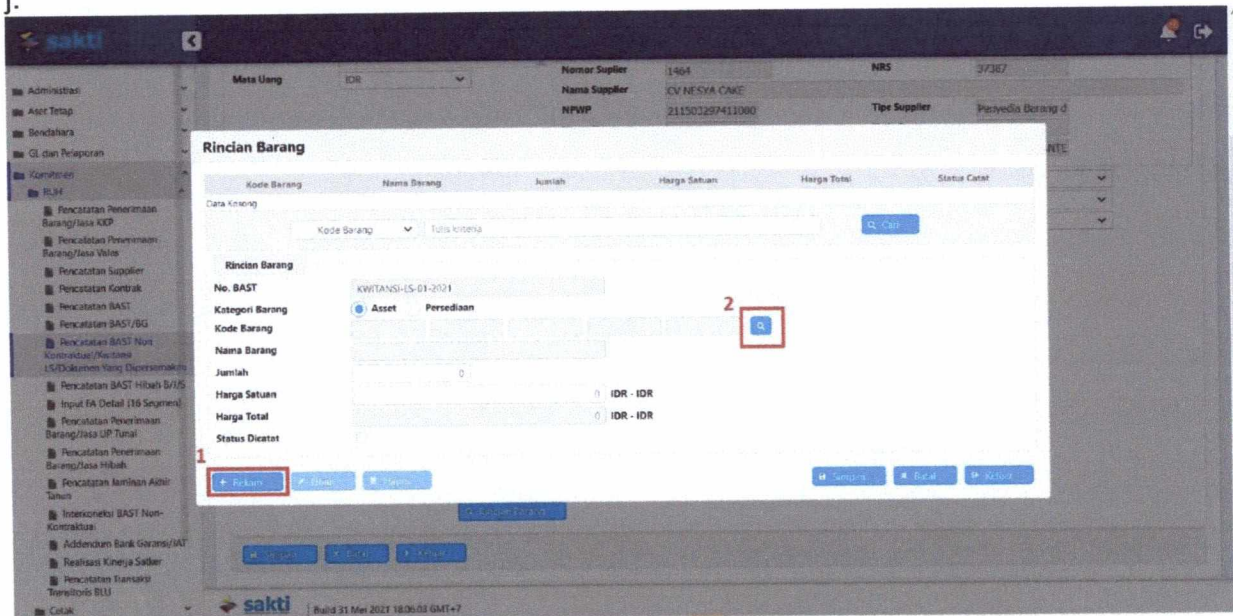 j.
sakti
Administrasi
Aset Tetap
Bendahara
GL dan Pelaporan
Komitmen
RUH
Pencatatan Penerimaan
Barang/Jasa KKP
Pencatatan Penerimaan
Barang/Jasa Valas
Pencatatan Supplier
Pencatatan Kontrak
Pencatatan BAST
Pencatatan BAST/BG
Pencatatan BAST Non
Kontraktual/Kuitansi
LS/Dokumen Yang Dipersamakan
Pencatatan BAST Hibah B/J/S
Input FA Detail (16 Segmen)
Pencatatan Penerimaan
Barang/Jasa UP Tunai
Pencatatan Penerimaan
Barang/Jasa Hibah
Pencatatan Jaminan Akhir
Tahun
Interkoneksi BAST Non-
Kontraktual
Addendum Bank Garansi/JAT
Realisasi Kinerja Satker
Pencatatan Transaksi
Transitoris BLU
Cetak
Mata Uang IDR
Nomor Suplier 1464 NRS 37387
Nama Supplier CV NESYA CAKE
NPWP 211503297411000 Tipe Supplier Penyedia Barang d
ANTE
Rincian Barang
Kode Barang Nama Barang Jumlah Harga Satuan Harga Total Status Catat
Data Kosong
Kode Barang Tulis kriteria Cari
Rincian Barang
No. BAST KWITANSI-LS-01-2021
Kategori Barang Asset Persediaan
2
Kode Barang
Nama Barang
Jumlah 0
Harga Satuan 0 IDR - IDR
Harga Total 0 IDR - IDR
Status Dicatat
1
Rekam Ubah Hapus Simpan Batal Keluar
Rincian Barang
Simpan Batal Keluar
sakti Build 31 Mei 2021 18:06:03 GMT+7